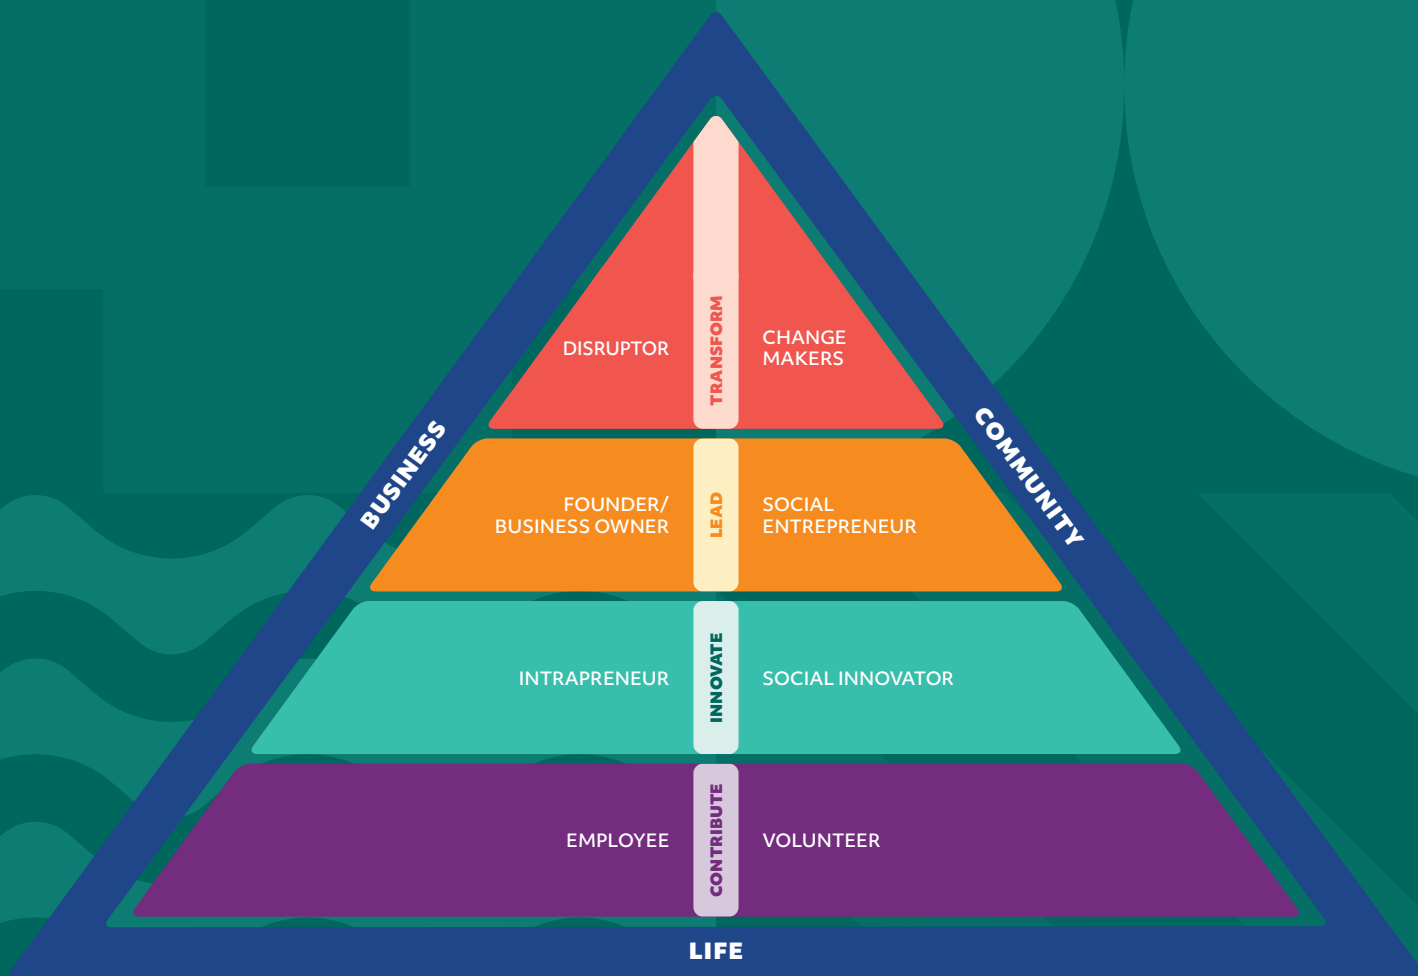 DISRUPTOR
TRANSFORM
CHANGE
MAKERS
BUSINESS
COMMUNITY
FOUNDER/
BUSINESS OWNER
LEAD
SOCIAL
ENTREPRENEUR
INTRAPRENEUR
INNOVATE
SOCIAL INNOVATOR
EMPLOYEE
CONTRIBUTE
VOLUNTEER
LIFE